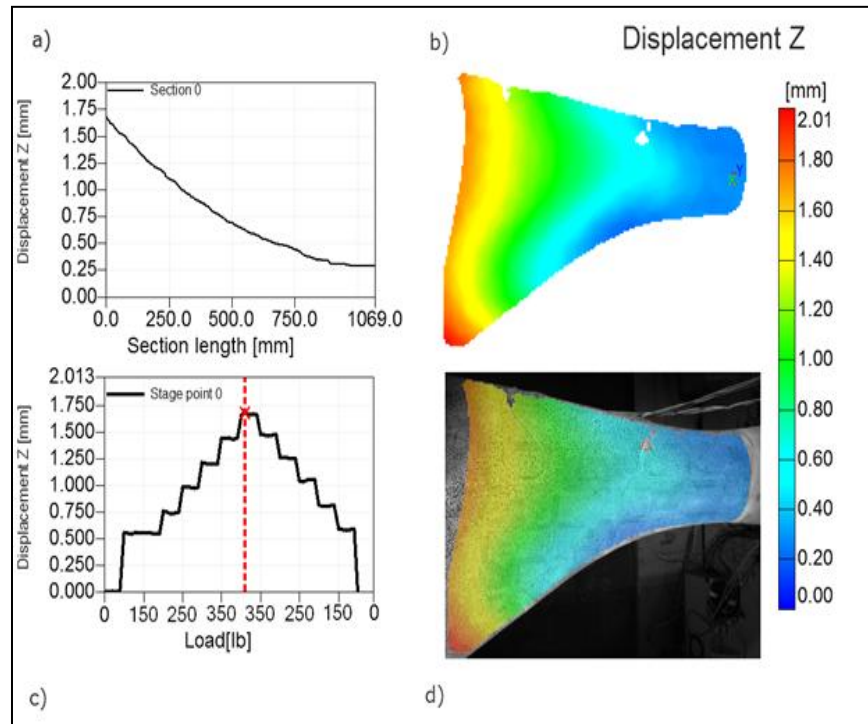 a)
b)
Displacement Z
Displacement Z [mm]
2.00
1.75
1.50
1.25
1.00
0.75
0.50
0.25
0.00
Section 0
0.0 250.0 500.0 750.0 1069.0
Section length [mm]
[mm]
2.01
1.80
1.60
1.40
1.20
1.00
0.80
0.60
0.40
0.20
0.00
Displacement Z [mm]
2.013
1.750
1.500
1.250
1.000
0.750
0.500
0.250
0.000
Stage point 0
0 150 250 350 350 250 150 0
Load[lb]
c)
d)